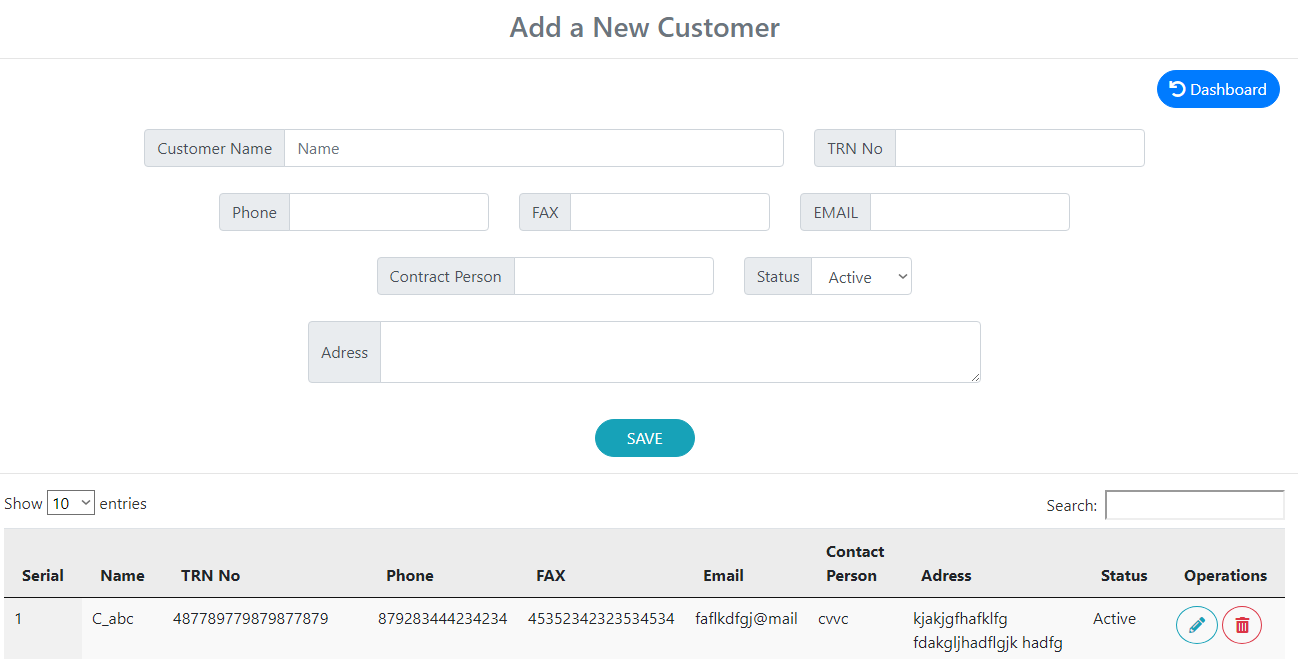 Add a New Customer
Dashboard
Customer Name Name TRN No
Phone FAX EMAIL
Contract Person Status Active
Adress
SAVE
Show 10 entries Search:
Serial Name TRN No Phone FAX Email Contact Person Adress Status Operations
1 C_abc 487789779879877879 879283444234234 45352342323534534 faflkdfgj@mail cvvc kjakjgfhafklfg Active
fdakgljhadflgjk hadfg